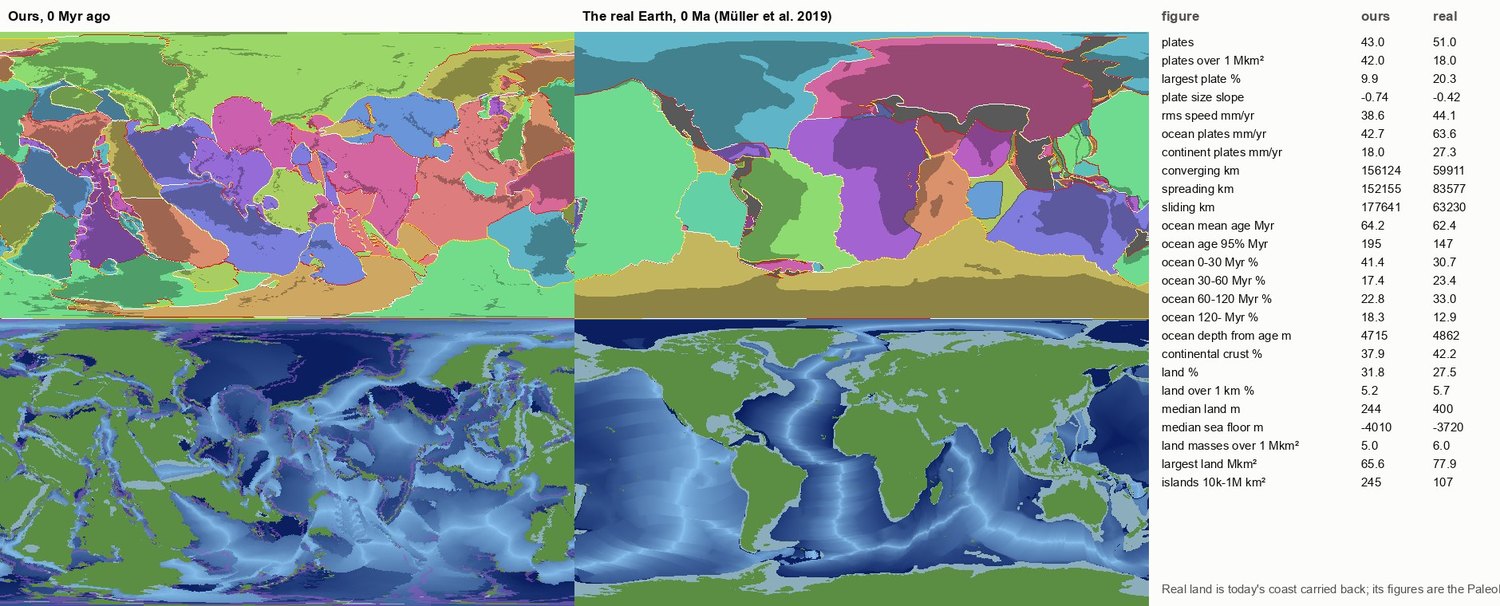 Ours, 0 Myr ago
The real Earth, 0 Ma (Müller et al. 2019)
figure ours real
plates 43.0 51.0
plates over 1 Mkm² 42.0 18.0
largest plate % 9.9 20.3
plate size slope -0.74 -0.42
rms speed mm/yr 38.6 44.1
ocean plates mm/yr 42.7 63.6
continent plates mm/yr 18.0 27.3
converging km 156124 59911
spreading km 152155 83577
sliding km 177641 63230
ocean mean age Myr 64.2 62.4
ocean age 95% Myr 195 147
ocean 0-30 Myr % 41.4 30.7
ocean 30-60 Myr % 17.4 23.4
ocean 60-120 Myr % 22.8 33.0
ocean 120- Myr % 18.3 12.9
ocean depth from age m 4715 4862
continental crust % 37.9 42.2
land % 31.8 27.5
land over 1 km % 5.2 5.7
median land m 244 400
median sea floor m -4010 -3720
land masses over 1 Mkm² 5.0 6.0
largest land Mkm² 65.6 77.9
islands 10k-1M km² 245 107
Real land is today's coast carried back; its figures are the Paleo